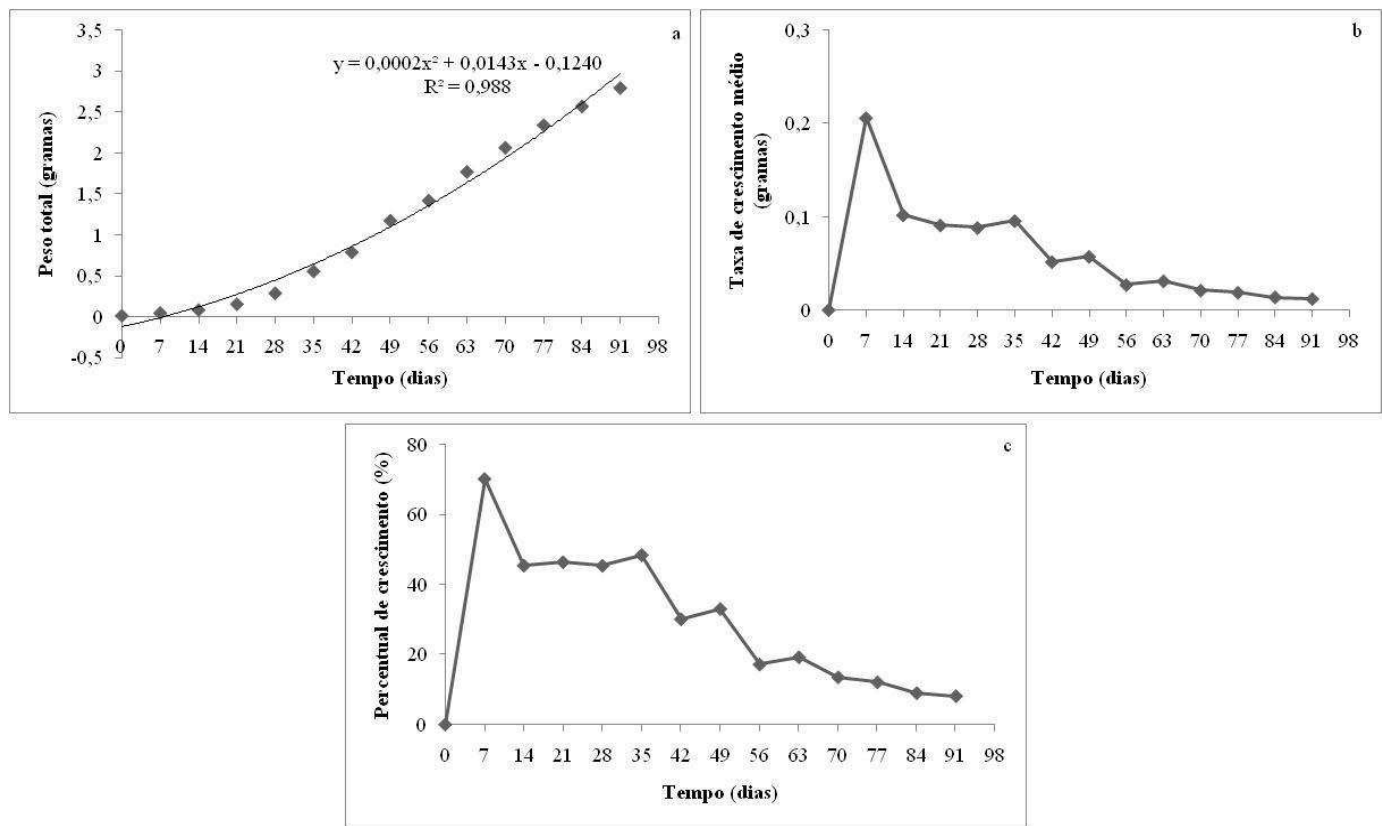 a
y = 0,0002x² + 0,0143x - 0,1240
R² = 0,988
Peso total (gramas)
3,5
3
2,5
2
1,5
1
0,5
0
-0,5
0 7 14 21 28 35 42 49 56 63 70 77 84 91 98
Tempo (dias)
b
Taxa de crescimento médio
(gramas)
0,3
0,2
0,1
0
0 7 14 21 28 35 42 49 56 63 70 77 84 91 98
Tempo (dias)
c
Percentual de crescimento (%)
80
60
40
20
0
0 7 14 21 28 35 42 49 56 63 70 77 84 91 98
Tempo (dias)